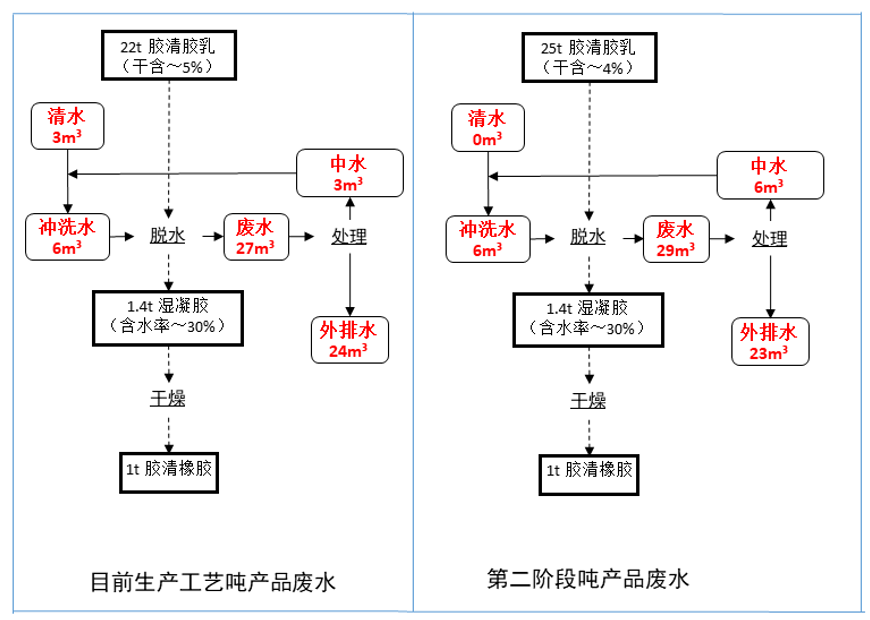 22t 胶清胶乳
（干含～5%）
清水
3m³
中水
3m³
冲洗水
6m³
脱水
废水
27m³
处理
1.4t 湿凝胶
（含水率～30%）
外排水
24m³
干燥
1t 胶清橡胶
目前生产工艺吨产品废水
25t 胶清胶乳
（干含～4%）
清水
0m³
中水
6m³
冲洗水
6m³
脱水
废水
29m³
处理
1.4t 湿凝胶
（含水率～30%）
外排水
23m³
干燥
1t 胶清橡胶
第二阶段吨产品废水